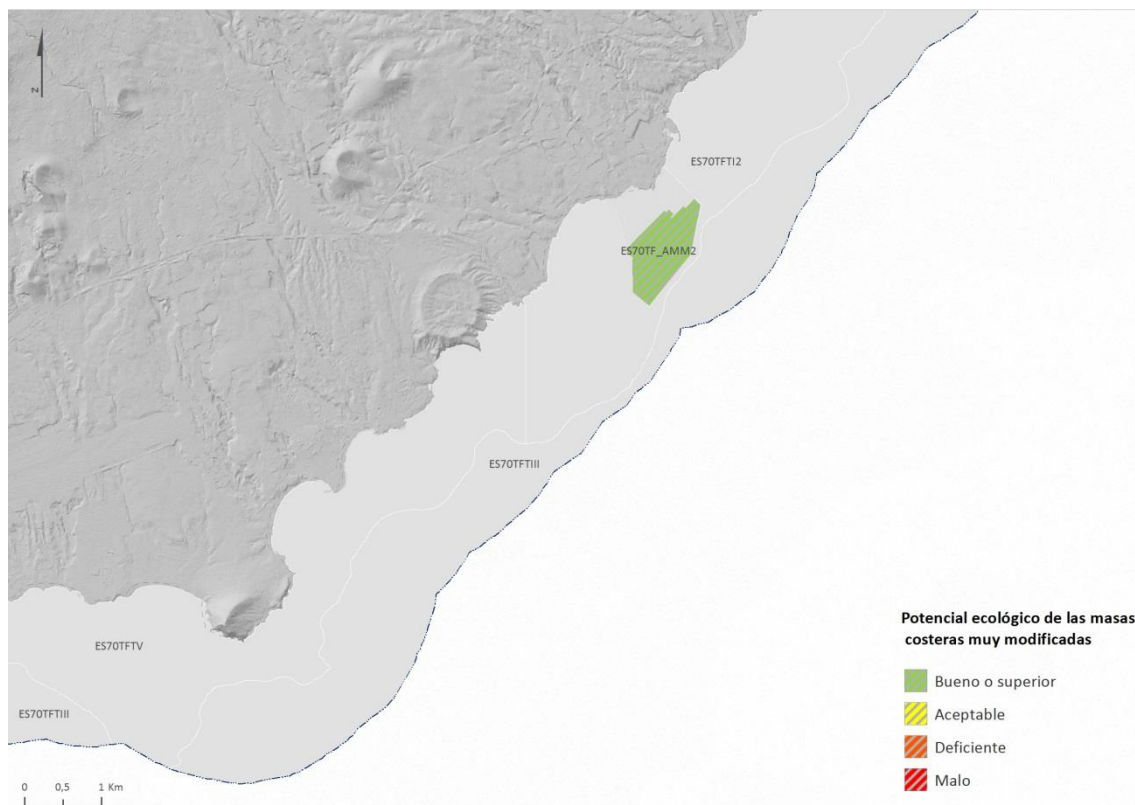 N
ES70TFTI2
ES70TF_AMM2
ES70TFTIII
ES70TFTV
ES70TFTIII
Potencial ecológico de las masas
costeras muy modificadas
Bueno o superior
Aceptable
Deficiente
Malo
0 0,5 1 Km